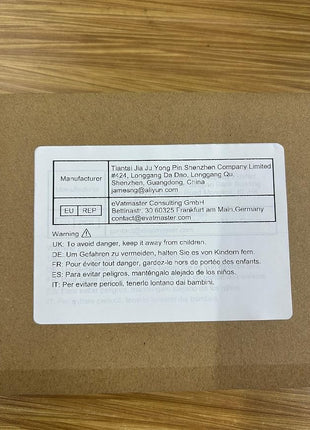 Manufacturer
Tiantai Jia Ju Yong Pin Shenzhen Company Limited
#424, Longgang Da Dao, Longgang Qu,
Shenzhen, Guangdong, China
jameang@aliyun.com
EU REP
eVatmaster Consulting GmbH
Bettinastr. 30 60325 Frankfurt am Main,Germany
contact@evatmaster.com
Warning ⚠
UK: To avoid danger, keep it away from children.
DE: Um Gefahren zu vermeiden, halten Sie es von Kindern fern.
FR: Pour éviter tout danger, gardez-le hors de portée des enfants.
ES: Para evitar peligros, manténgalo alejado de los niños.
IT: Per evitare pericoli, tenerlo lontano dai bambini.